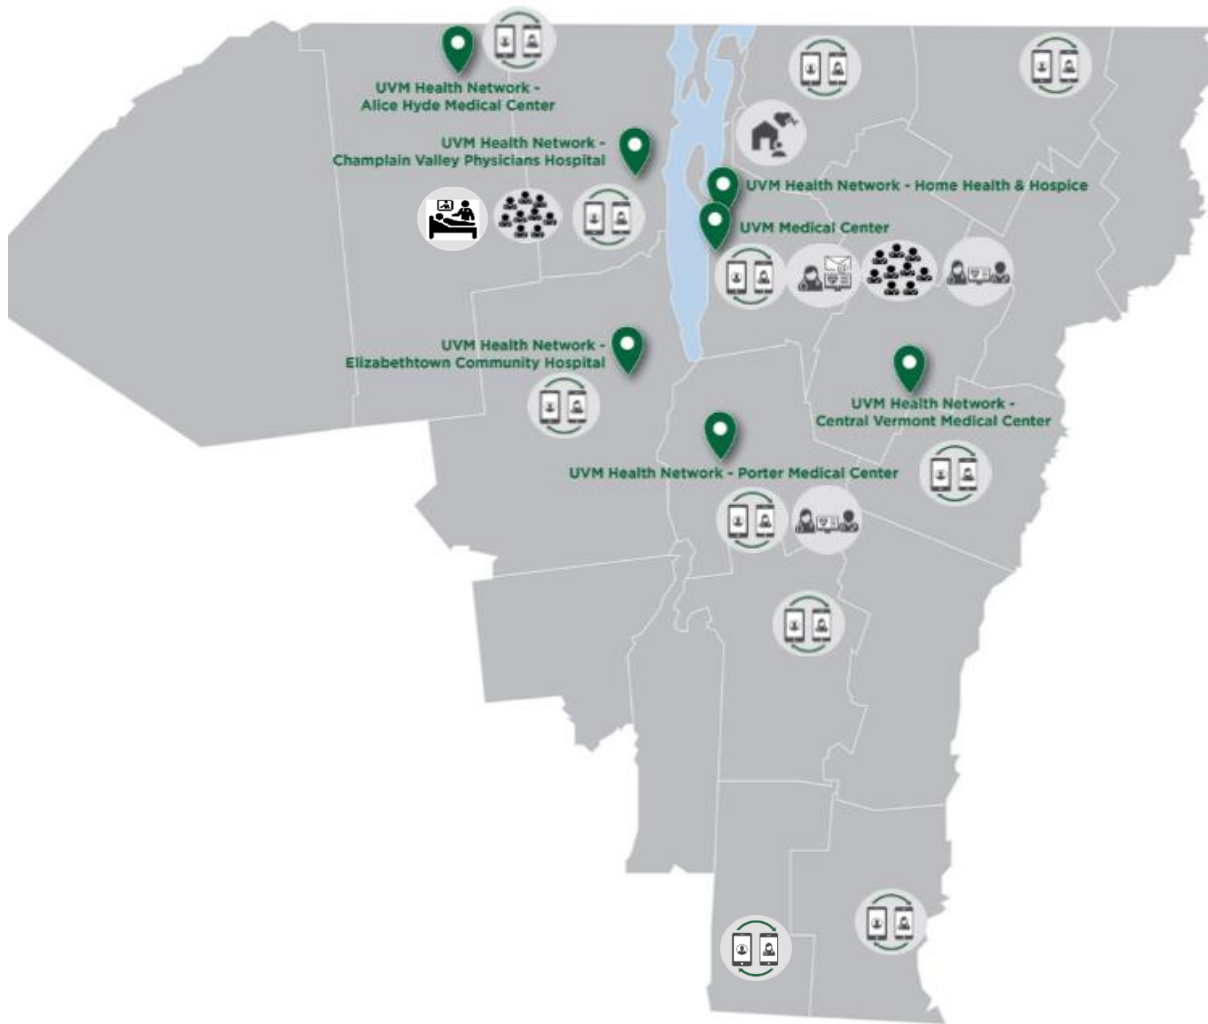 UVM Health Network -
Alice Hyde Medical Center
UVM Health Network -
Champlain Valley Physicians Hospital
UVM Health Network - Home Health & Hospice
UVM Medical Center
UVM Health Network -
Elizabethtown Community Hospital
UVM Health Network -
Central Vermont Medical Center
UVM Health Network - Porter Medical Center